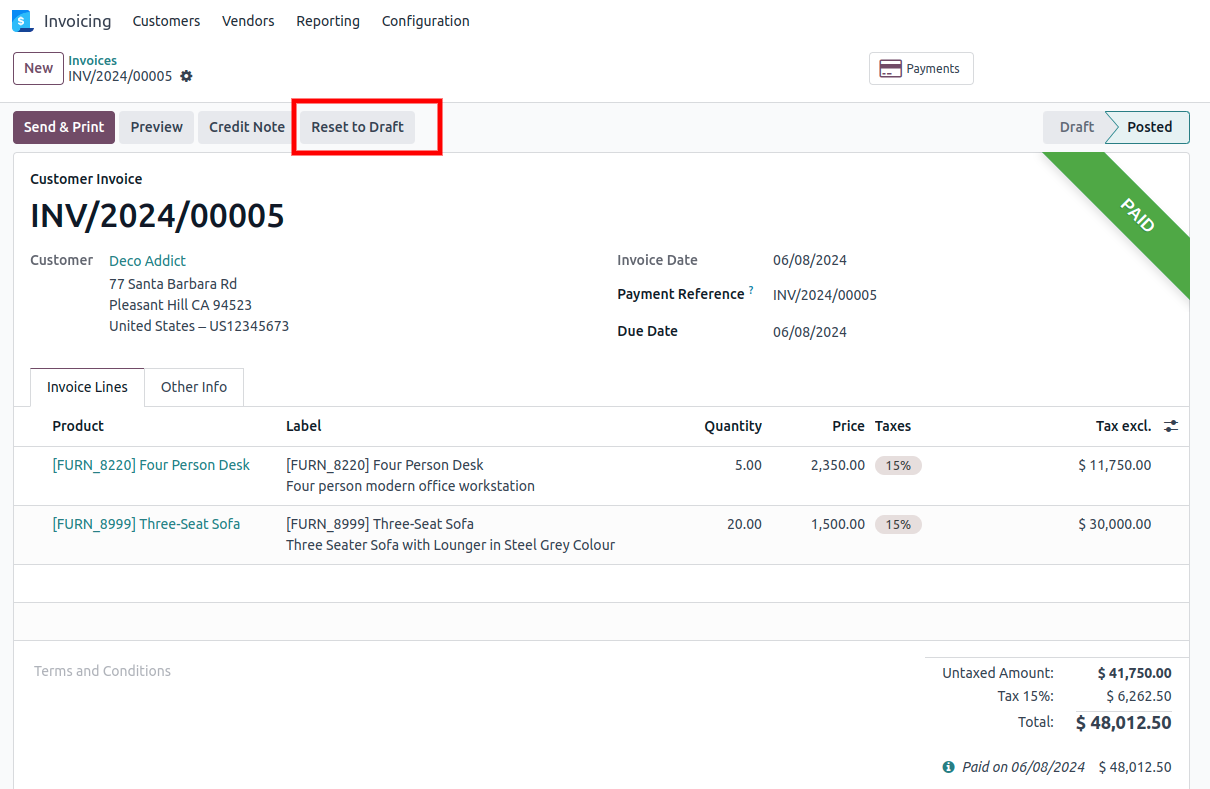 $ Invoicing Customers Vendors Reporting Configuration
New Invoices
INV/2024/00005
Payments
Send & Print Preview Credit Note Reset to Draft Draft Posted
PAID
Customer Invoice
INV/2024/00005
Customer Deco Addict
77 Santa Barbara Rd
Pleasant Hill CA 94523
United States – US12345673
Invoice Date 06/08/2024
Payment Reference ? INV/2024/00005
Due Date 06/08/2024
Invoice Lines Other Info
Product Label Quantity Price Taxes Tax excl.
[FURN_8220] Four Person Desk [FURN_8220] Four Person Desk 5.00 2,350.00 15% $ 11,750.00
Four person modern office workstation
[FURN_8999] Three-Seat Sofa [FURN_8999] Three-Seat Sofa 20.00 1,500.00 15% $ 30,000.00
Three Seater Sofa with Lounger in Steel Grey Colour
Terms and Conditions
Untaxed Amount: $ 41,750.00
Tax 15%: $ 6,262.50
Total: $ 48,012.50
Paid on 06/08/2024 $ 48,012.50